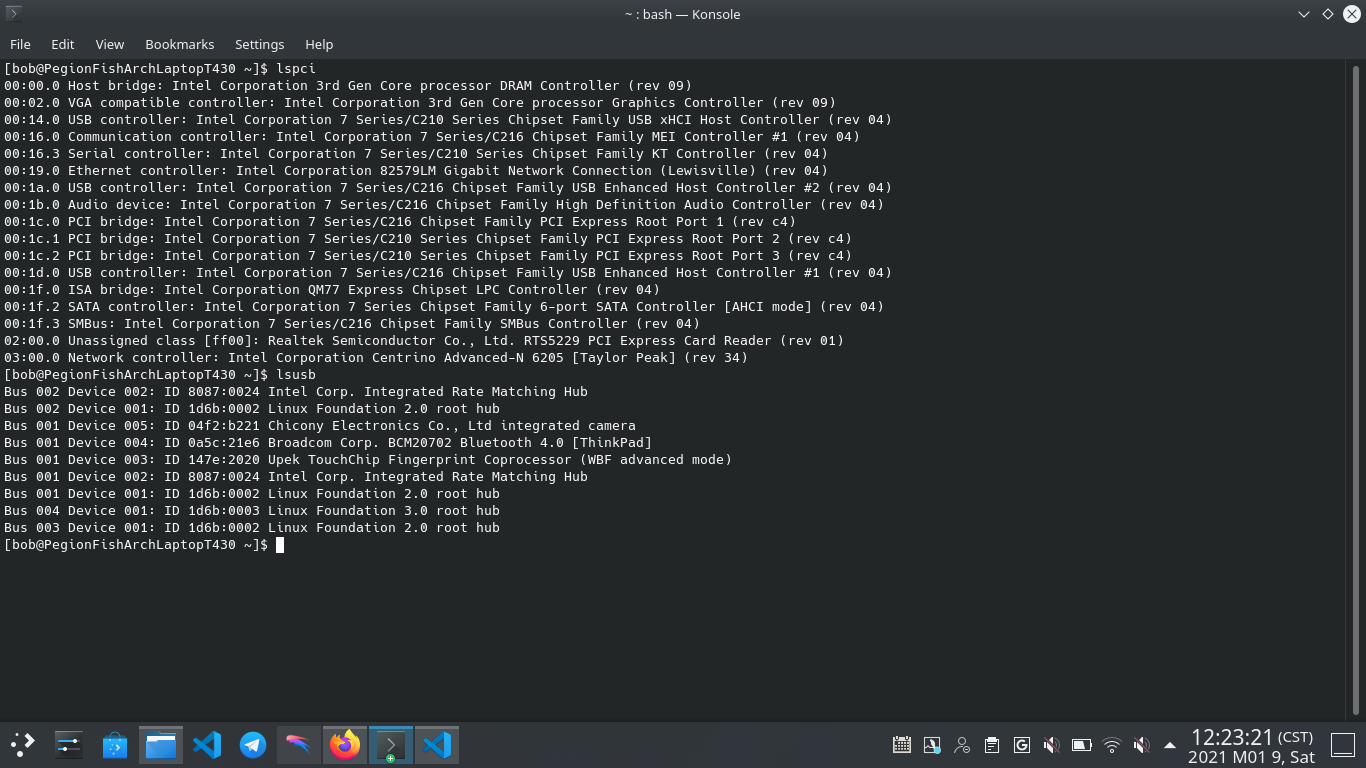 ~ : bash — Konsole
File Edit View Bookmarks Settings Help
[bob@PegionFishArchLaptopT430 ~]$ lspci
00:00.0 Host bridge: Intel Corporation 3rd Gen Core processor DRAM Controller (rev 09)
00:02.0 VGA compatible controller: Intel Corporation 3rd Gen Core processor Graphics Controller (rev 09)
00:14.0 USB controller: Intel Corporation 7 Series/C210 Series Chipset Family USB xHCI Host Controller (rev 04)
00:16.0 Communication controller: Intel Corporation 7 Series/C216 Chipset Family MEI Controller #1 (rev 04)
00:16.3 Serial controller: Intel Corporation 7 Series/C210 Series Chipset Family KT Controller (rev 04)
00:19.0 Ethernet controller: Intel Corporation 82579LM Gigabit Network Connection (Lewisville) (rev 04)
00:1a.0 USB controller: Intel Corporation 7 Series/C216 Chipset Family USB Enhanced Host Controller #2 (rev 04)
00:1b.0 Audio device: Intel Corporation 7 Series/C216 Chipset Family High Definition Audio Controller (rev 04)
00:1c.0 PCI bridge: Intel Corporation 7 Series/C216 Chipset Family PCI Express Root Port 1 (rev c4)
00:1c.1 PCI bridge: Intel Corporation 7 Series/C210 Series Chipset Family PCI Express Root Port 2 (rev c4)
00:1c.2 PCI bridge: Intel Corporation 7 Series/C210 Series Chipset Family PCI Express Root Port 3 (rev c4)
00:1d.0 USB controller: Intel Corporation 7 Series/C216 Chipset Family USB Enhanced Host Controller #1 (rev 04)
00:1f.0 ISA bridge: Intel Corporation QM77 Express Chipset LPC Controller (rev 04)
00:1f.2 SATA controller: Intel Corporation 7 Series Chipset Family 6-port SATA Controller [AHCI mode] (rev 04)
00:1f.3 SMBus: Intel Corporation 7 Series/C216 Chipset Family SMBus Controller (rev 04)
02:00.0 Unassigned class [ff00]: Realtek Semiconductor Co., Ltd. RTS5229 PCI Express Card Reader (rev 01)
03:00.0 Network controller: Intel Corporation Centrino Advanced-N 6205 [Taylor Peak] (rev 34)
[bob@PegionFishArchLaptopT430 ~]$ lsusb
Bus 002 Device 002: ID 8087:0024 Intel Corp. Integrated Rate Matching Hub
Bus 002 Device 001: ID 1d6b:0002 Linux Foundation 2.0 root hub
Bus 001 Device 005: ID 04f2:b221 Chicony Electronics Co., Ltd integrated camera
Bus 001 Device 004: ID 0a5c:21e6 Broadcom Corp. BCM20702 Bluetooth 4.0 [ThinkPad]
Bus 001 Device 003: ID 147e:2020 Upek TouchChip Fingerprint Coprocessor (WBF advanced mode)
Bus 001 Device 002: ID 8087:0024 Intel Corp. Integrated Rate Matching Hub
Bus 001 Device 001: ID 1d6b:0002 Linux Foundation 2.0 root hub
Bus 004 Device 001: ID 1d6b:0003 Linux Foundation 3.0 root hub
Bus 003 Device 001: ID 1d6b:0002 Linux Foundation 2.0 root hub
[bob@PegionFishArchLaptopT430 ~]$
12:23:21 (CST)
2021 M01 9, Sat